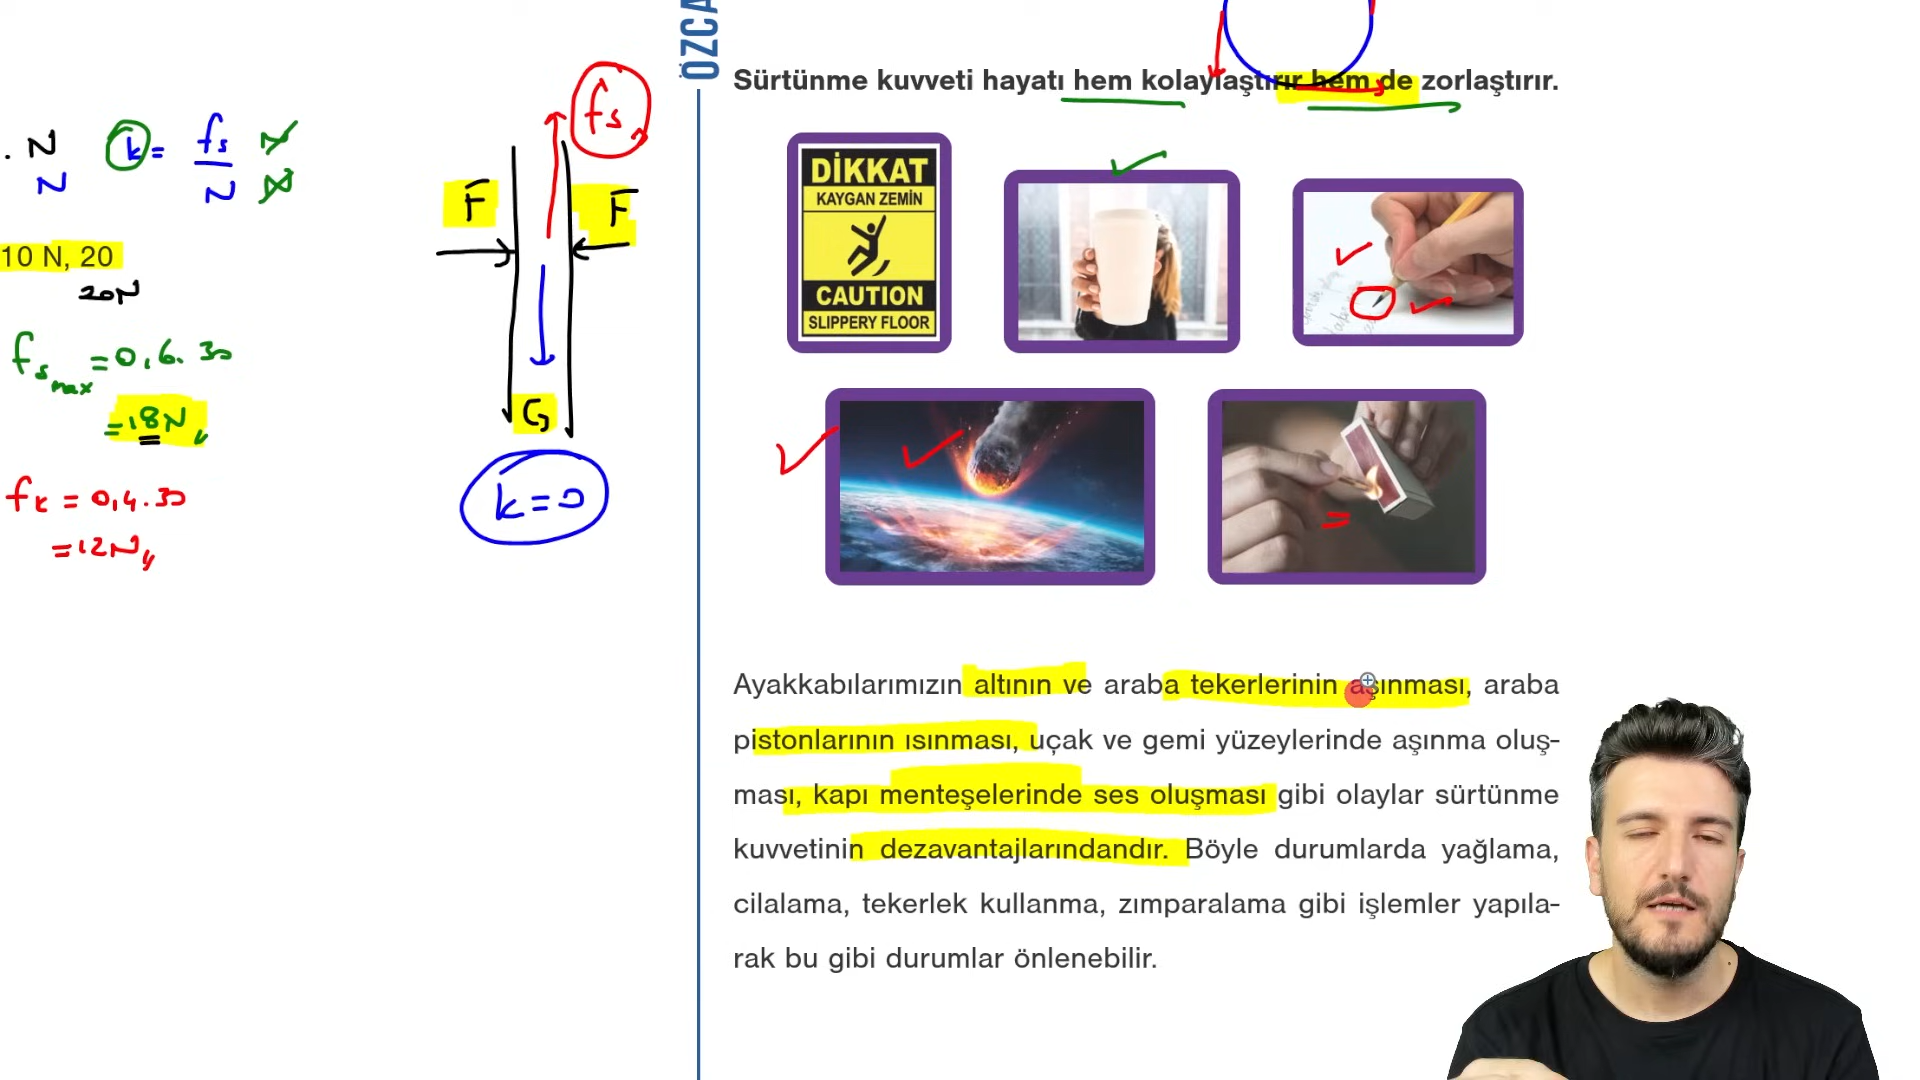 ÖZCA
Sürtünme kuvveti hayatı hem kolaylaştırır hem de zorlaştırır.
. N
N
k = fs / N
N
N
fs
F
F
G
k=0
10 N, 20
20N
fs max = 0,6. 30
= 18N
fk = 0,4.30
= 12N
DİKKAT
KAYGAN ZEMİN
CAUTION
SLIPPERY FLOOR
Ayakkabılarımızın altının ve araba tekerlerinin aşınması, araba
pistonlarının ısınması, uçak ve gemi yüzeylerinde aşınma oluş-
ması, kapı menteşelerinde ses oluşması gibi olaylar sürtünme
kuvvetinin dezavantajlarındandır. Böyle durumlarda yağlama,
cilalama, tekerlek kullanma, zımparalama gibi işlemler yapıla-
rak bu gibi durumlar önlenebilir.